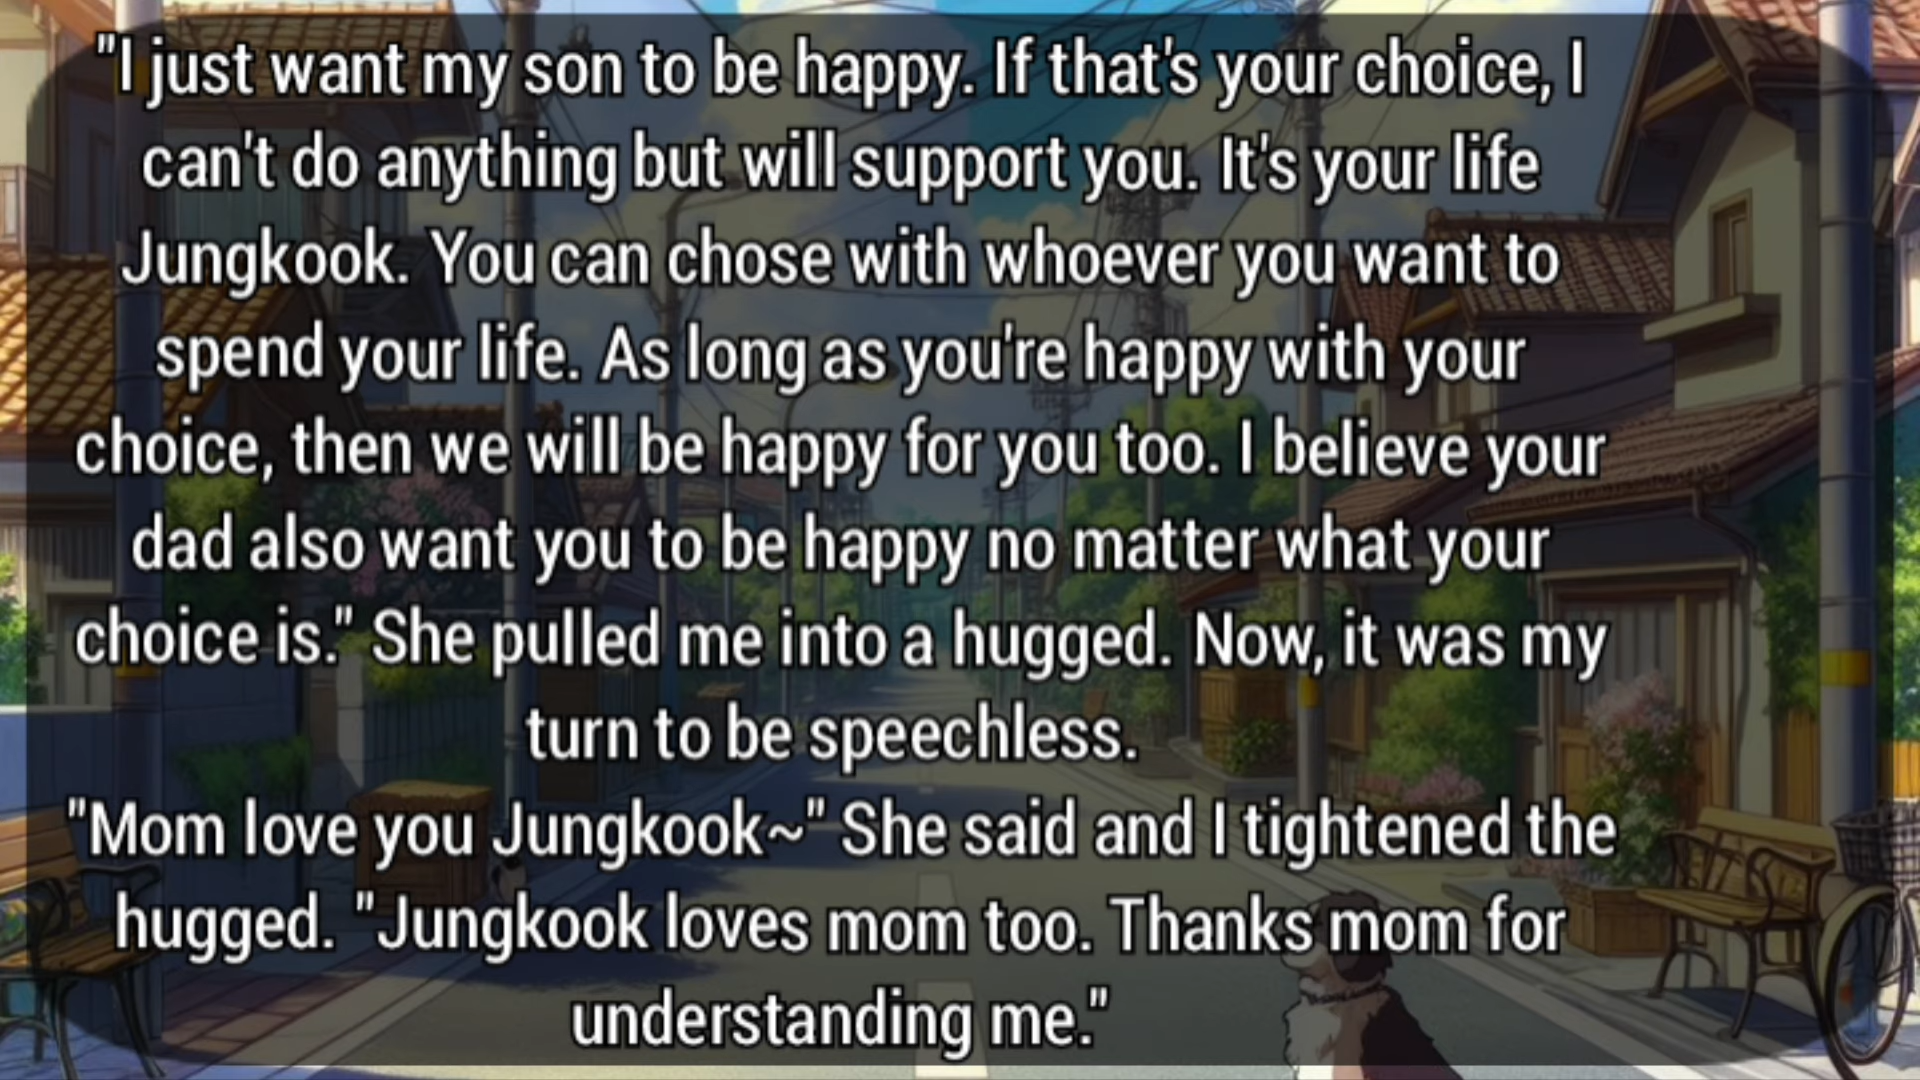 "I just want my son to be happy. If that's your choice, I
can't do anything but will support you. It's your life
Jungkook. You can chose with whoever you want to
spend your life. As long as you're happy with your
choice, then we will be happy for you too. I believe your
dad also want you to be happy no matter what your
choice is." She pulled me into a hugged. Now, it was my
turn to be speechless.
"Mom love you Jungkook~" She said and I tightened the
hugged. "Jungkook loves mom too. Thanks mom for
understanding me."